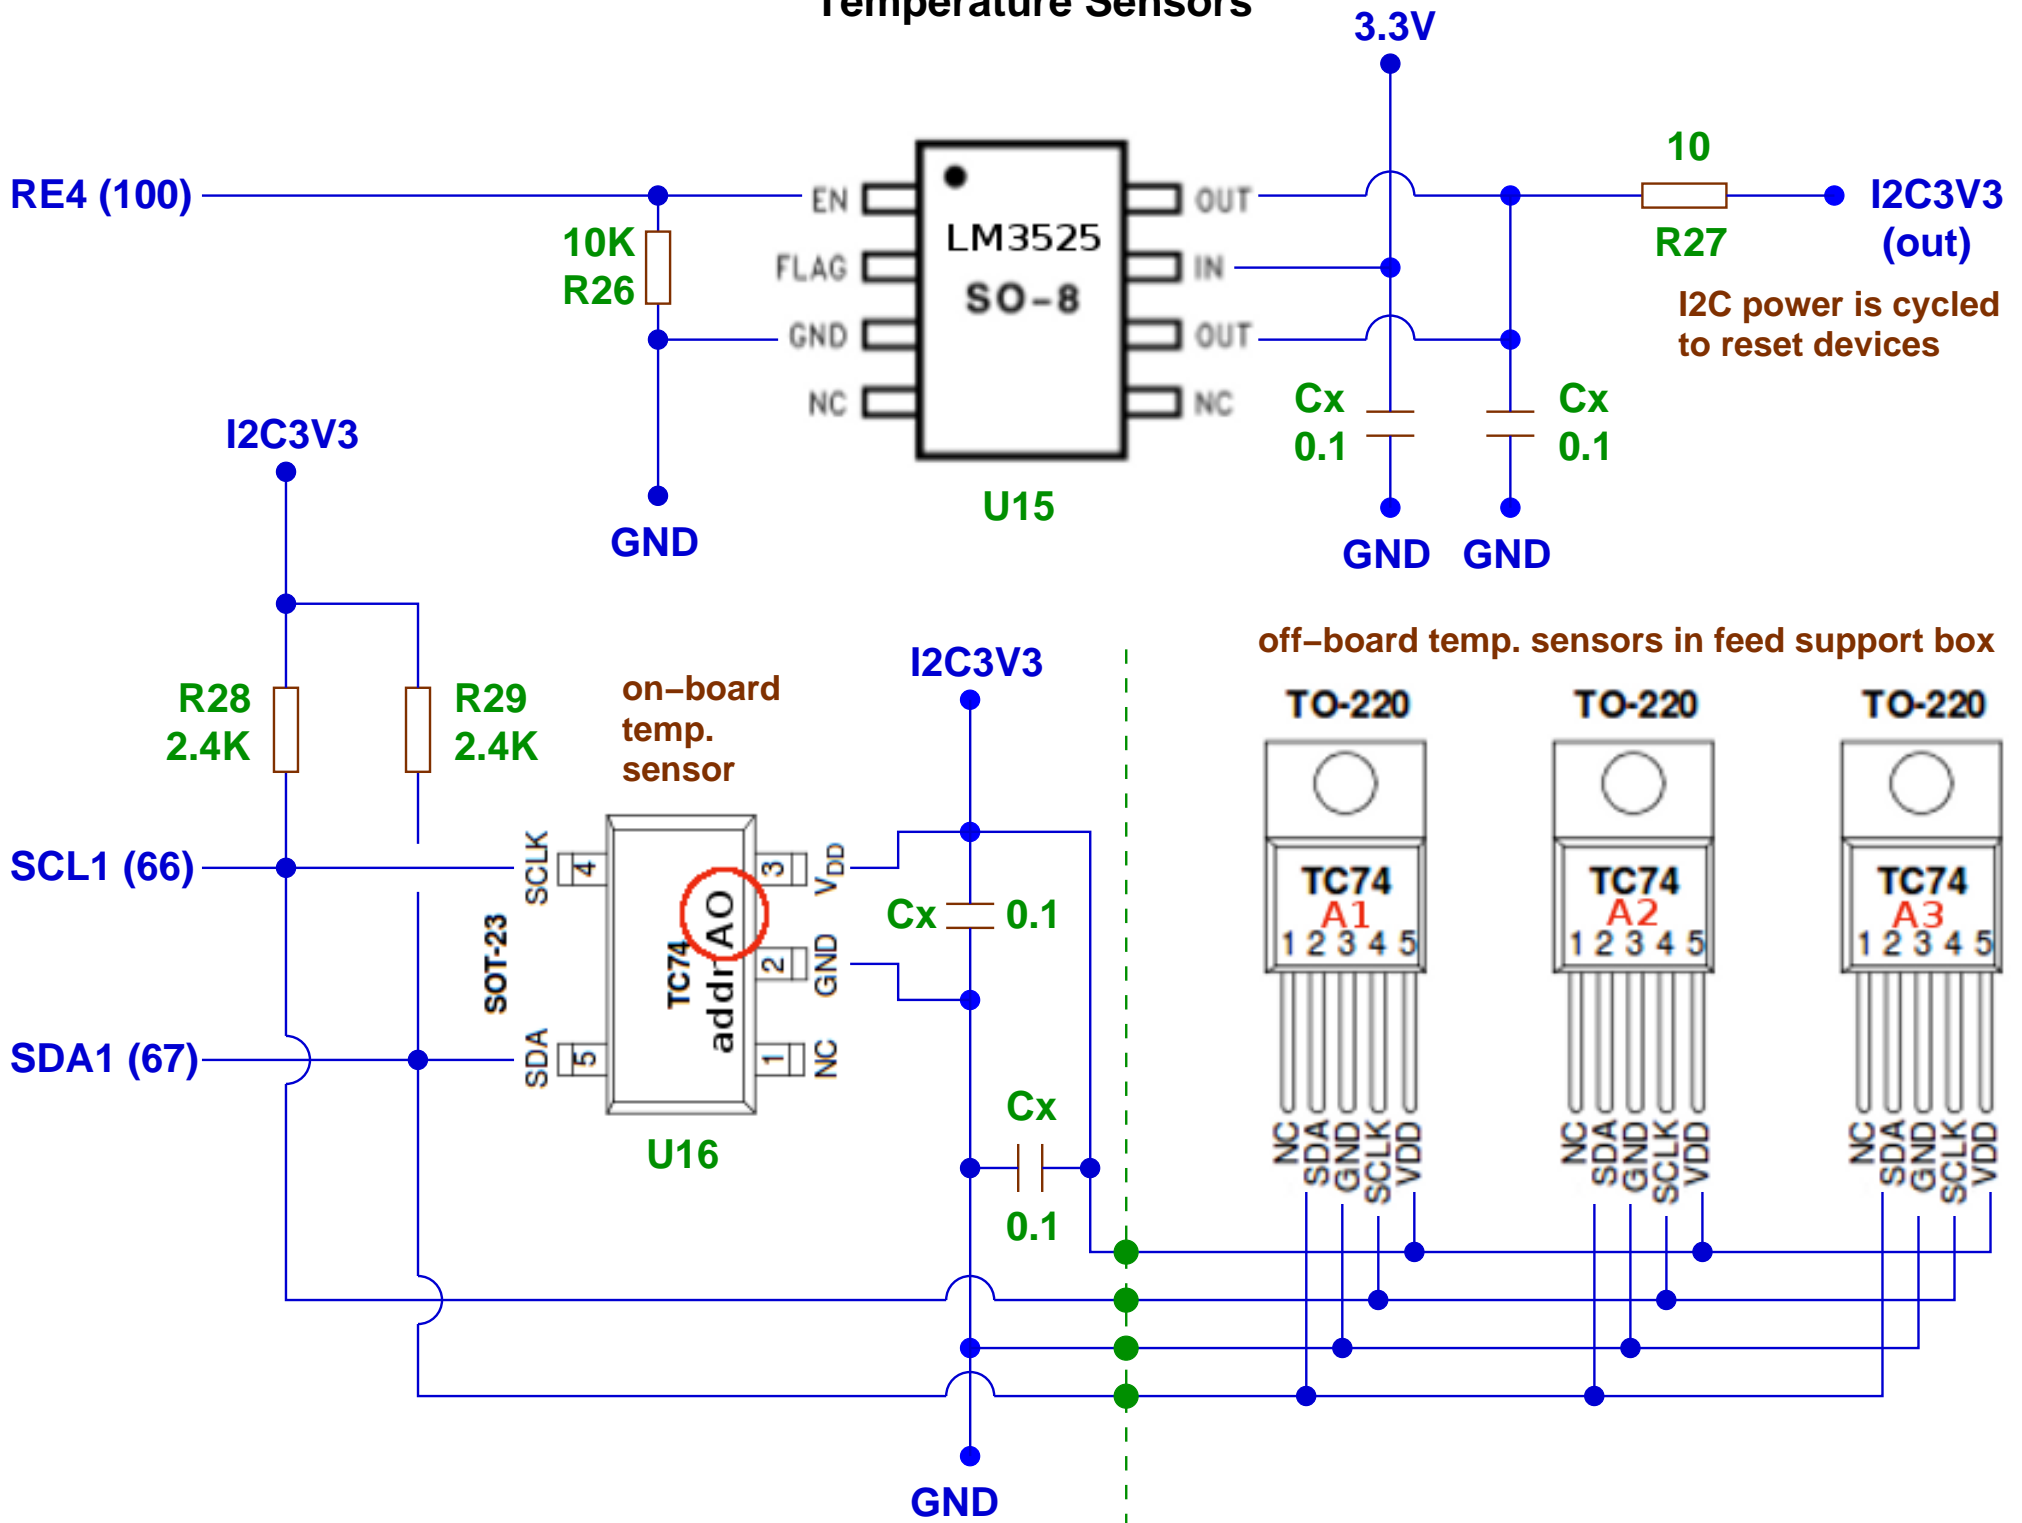 Temperature Sensors
3.3V
RE4 (100)
10K
R26
GND
EN
FLAG
GND
NC
LM3525
SO-8
U15
OUT
IN
OUT
NC
Cx
0.1
GND
Cx
0.1
GND
10
R27
I2C3V3
(out)
I2C power is cycled
to reset devices
I2C3V3
R28
2.4K
R29
2.4K
SCL1 (66)
SDA1 (67)
on-board
temp.
sensor
SOT-23
SCLK
4
SDA
5
TC74
addr A0
3
VDD
2
GND
1
NC
U16
I2C3V3
Cx
0.1
Cx
0.1
GND
off-board temp. sensors in feed support box
TO-220
TC74
A1
1 2 3 4 5
NC
SDA
GND
SCLK
VDD
TO-220
TC74
A2
1 2 3 4 5
NC
SDA
GND
SCLK
VDD
TO-220
TC74
A3
1 2 3 4 5
NC
SDA
GND
SCLK
VDD